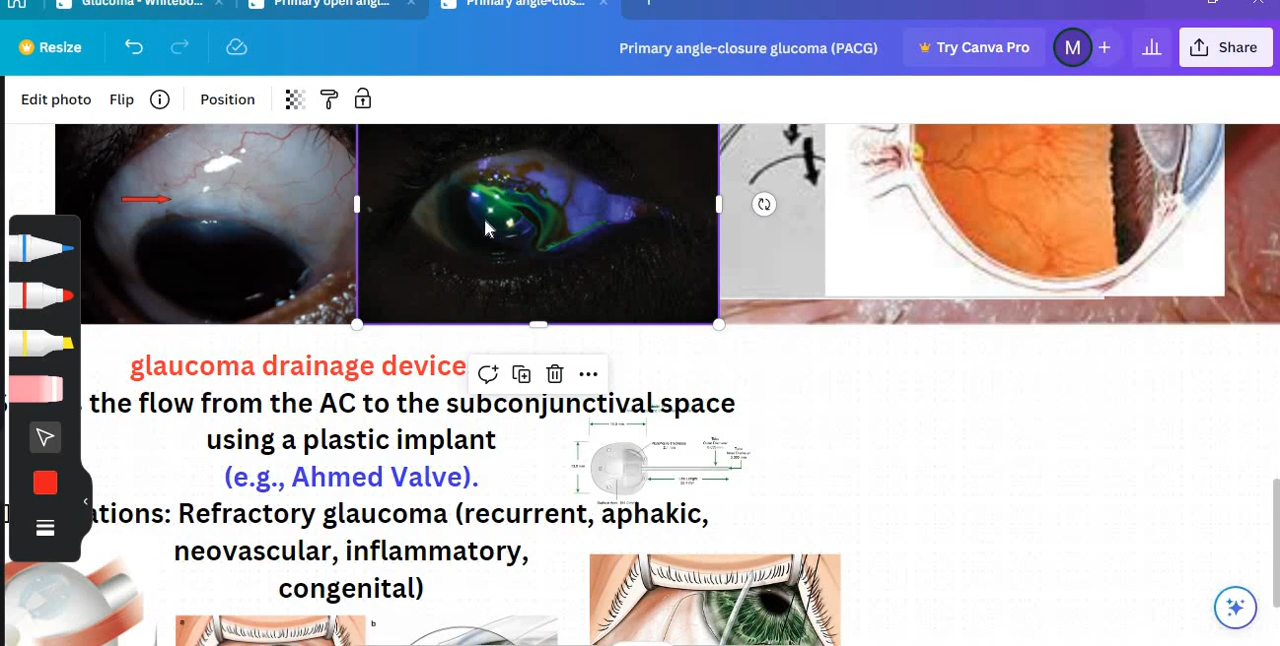 Glucoma - Whitebo...
Primary open angl...
Primary angle-clos...
Resize
Primary angle-closure glucoma (PACG)
Try Canva Pro
M
Share
Edit photo
Flip
Position
glaucoma drainage device
the flow from the AC to the subconjunctival space
using a plastic implant
(e.g., Ahmed Valve).
ations: Refractory glaucoma (recurrent, aphakic,
neovascular, inflammatory,
congenital)
a
b